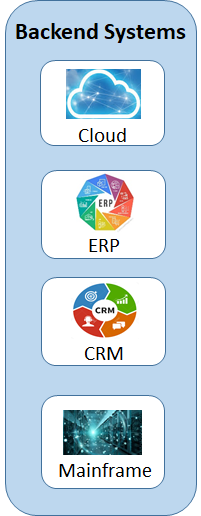 Backend Systems
Cloud
ERP
ERP
CRM
CRM
Mainframe